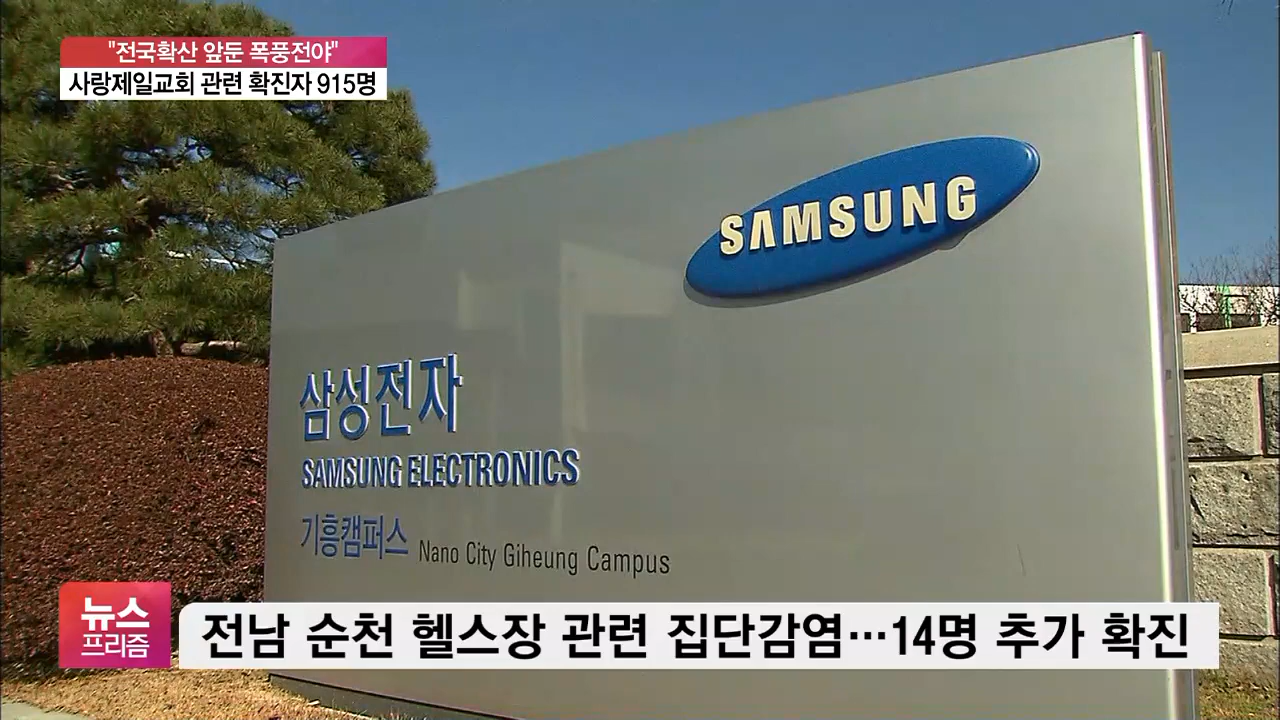 "전국확산 앞둔 폭풍전야"
사랑제일교회 관련 확진자 915명
SAMSUNG
삼성전자
SAMSUNG ELECTRONICS
기흥캠퍼스 Nano City Giheung Campus
뉴스
프리즘
전남 순천 헬스장 관련 집단감염…14명 추가 확진